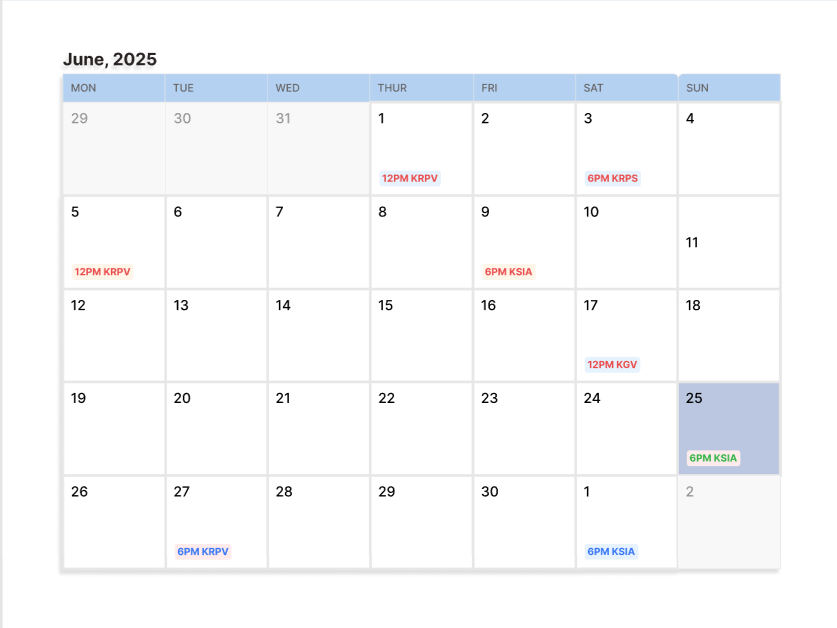 June, 2025
MON TUE WED THUR FRI SAT SUN
29 30 31 1 2 3 4
12PM KRPV 6PM KRPS
5 6 7 8 9 10 11
12PM KRPV 6PM KSIA
12 13 14 15 16 17 18
12PM KGV
19 20 21 22 23 24 25
6PM KSIA
26 27 28 29 30 1 2
6PM KRPV 6PM KSIA